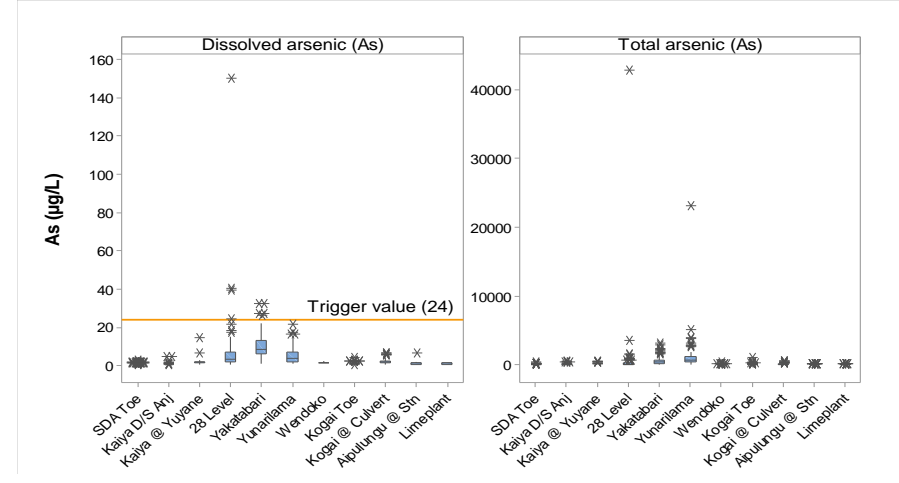 Dissolved arsenic (As)
Total arsenic (As)
As (µg/L)
160
140
120
100
80
60
40
20
0
Trigger value (24)
40000
30000
20000
10000
0
SDA Toe
Kaiya D/S Anj
Kaiya @ Yuyane
28 Level
Yakatabari
Yunarilama
Wendoko
Kogai Toe
Kogai @ Culvert
Aipulungu @ Stn
Limeplant
SDA Toe
Kaiya D/S Anj
Kaiya @ Yuyane
28 Level
Yakatabari
Yunarilama
Wendoko
Kogai Toe
Kogai @ Culvert
Aipulungu @ Stn
Limeplant